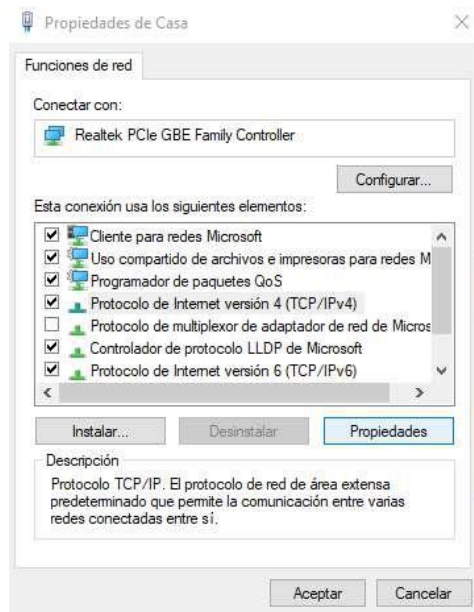 Propiedades de Casa
Funciones de red
Conectar con:
Realtek PCIe GBE Family Controller
Configurar...
Esta conexión usa los siguientes elementos:
Cliente para redes Microsoft
Uso compartido de archivos e impresoras para redes M
Programador de paquetes QoS
Protocolo de Internet versión 4 (TCP/IPv4)
Protocolo de multiplexor de adaptador de red de Micros
Controlador de protocolo LLDP de Microsoft
Protocolo de Internet versión 6 (TCP/IPv6)
Instalar...
Desinstalar
Propiedades
Descripción
Protocolo TCP/IP. El protocolo de red de área extensa
predeterminado que permite la comunicación entre varias
redes conectadas entre sí.
Aceptar
Cancelar